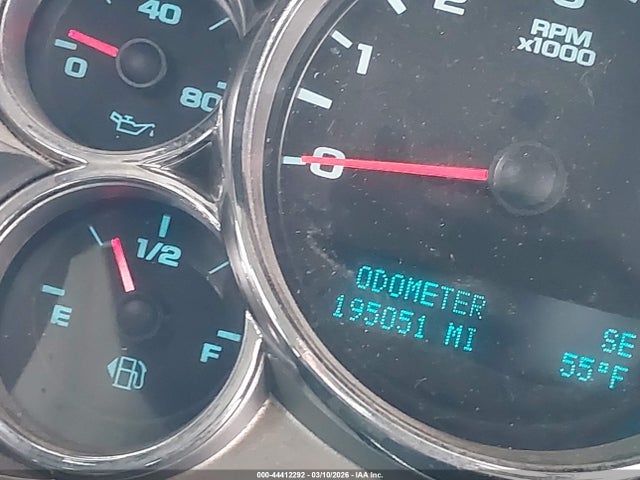 40
0
80
2
3
1
0
RPM
x1000
1/2
E
F
ODOMETER
195051 MI
SE
55°F
000-44412292 - 03/10/2026 - IAA Inc.